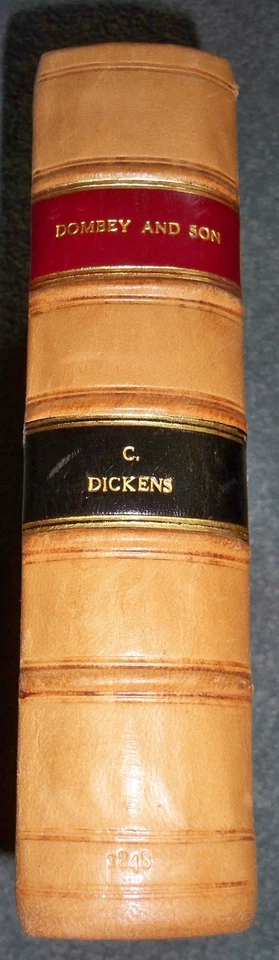 DOMBEY AND SON
C.
DICKENS
1848